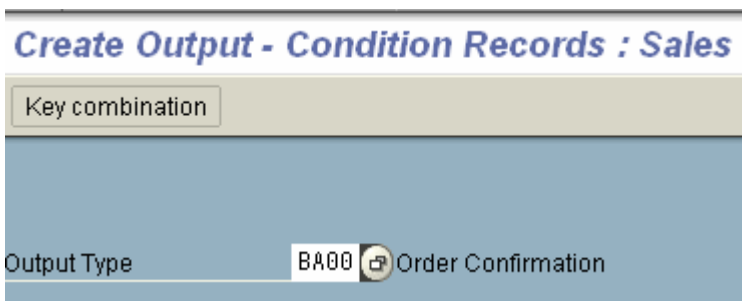 Create Output - Condition Records : Sales
Key combination
Output Type BA00 Order Confirmation